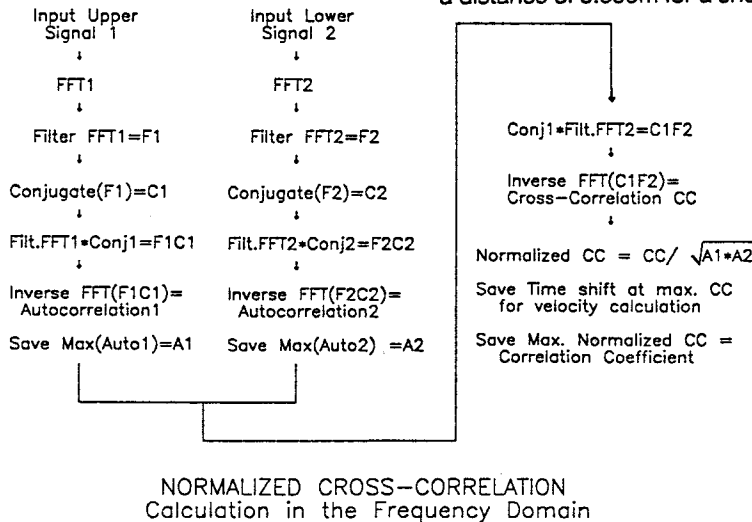 Input Upper
Signal 1
↓
FFT1
↓
Filter FFT1=F1
↓
Conjugate(F1)=C1
↓
Filt.FFT1*Conj1=F1C1
↓
Inverse FFT(F1C1)=
Autocorrelation1
Save Max(Auto1)=A1
Input Lower
Signal 2
↓
FFT2
↓
Filter FFT2=F2
↓
Conjugate(F2)=C2
↓
Filt.FFT2*Conj2=F2C2
↓
Inverse FFT(F2C2)=
Autocorrelation2
Save Max(Auto2) =A2
Conj1*Filt.FFT2=C1F2
↓
Inverse FFT(C1F2)=
Cross-Correlation CC
↓
Normalized CC = CC/ √A1*A2
Save Time shift at max. CC
for velocity calculation
Save Max. Normalized CC =
Correlation Coefficient
NORMALIZED CROSS-CORRELATION
Calculation in the Frequency Domain